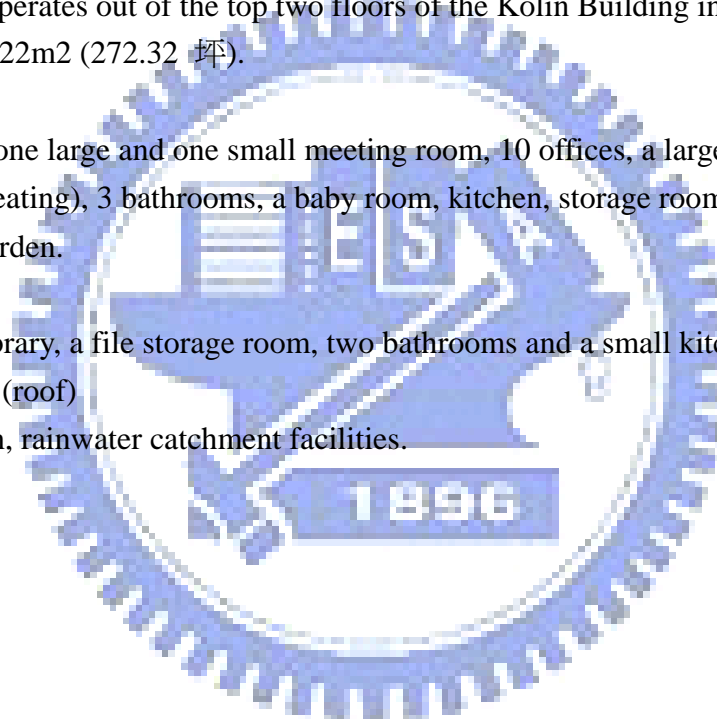 perates out of the top two floors of the Kolin Building in
22m2 (272.32 坪).
one large and one small meeting room, 10 offices, a large
eating), 3 bathrooms, a baby room, kitchen, storage room
rden.
brary, a file storage room, two bathrooms and a small kitc
(roof)
n, rainwater catchment facilities.
E S A
1896